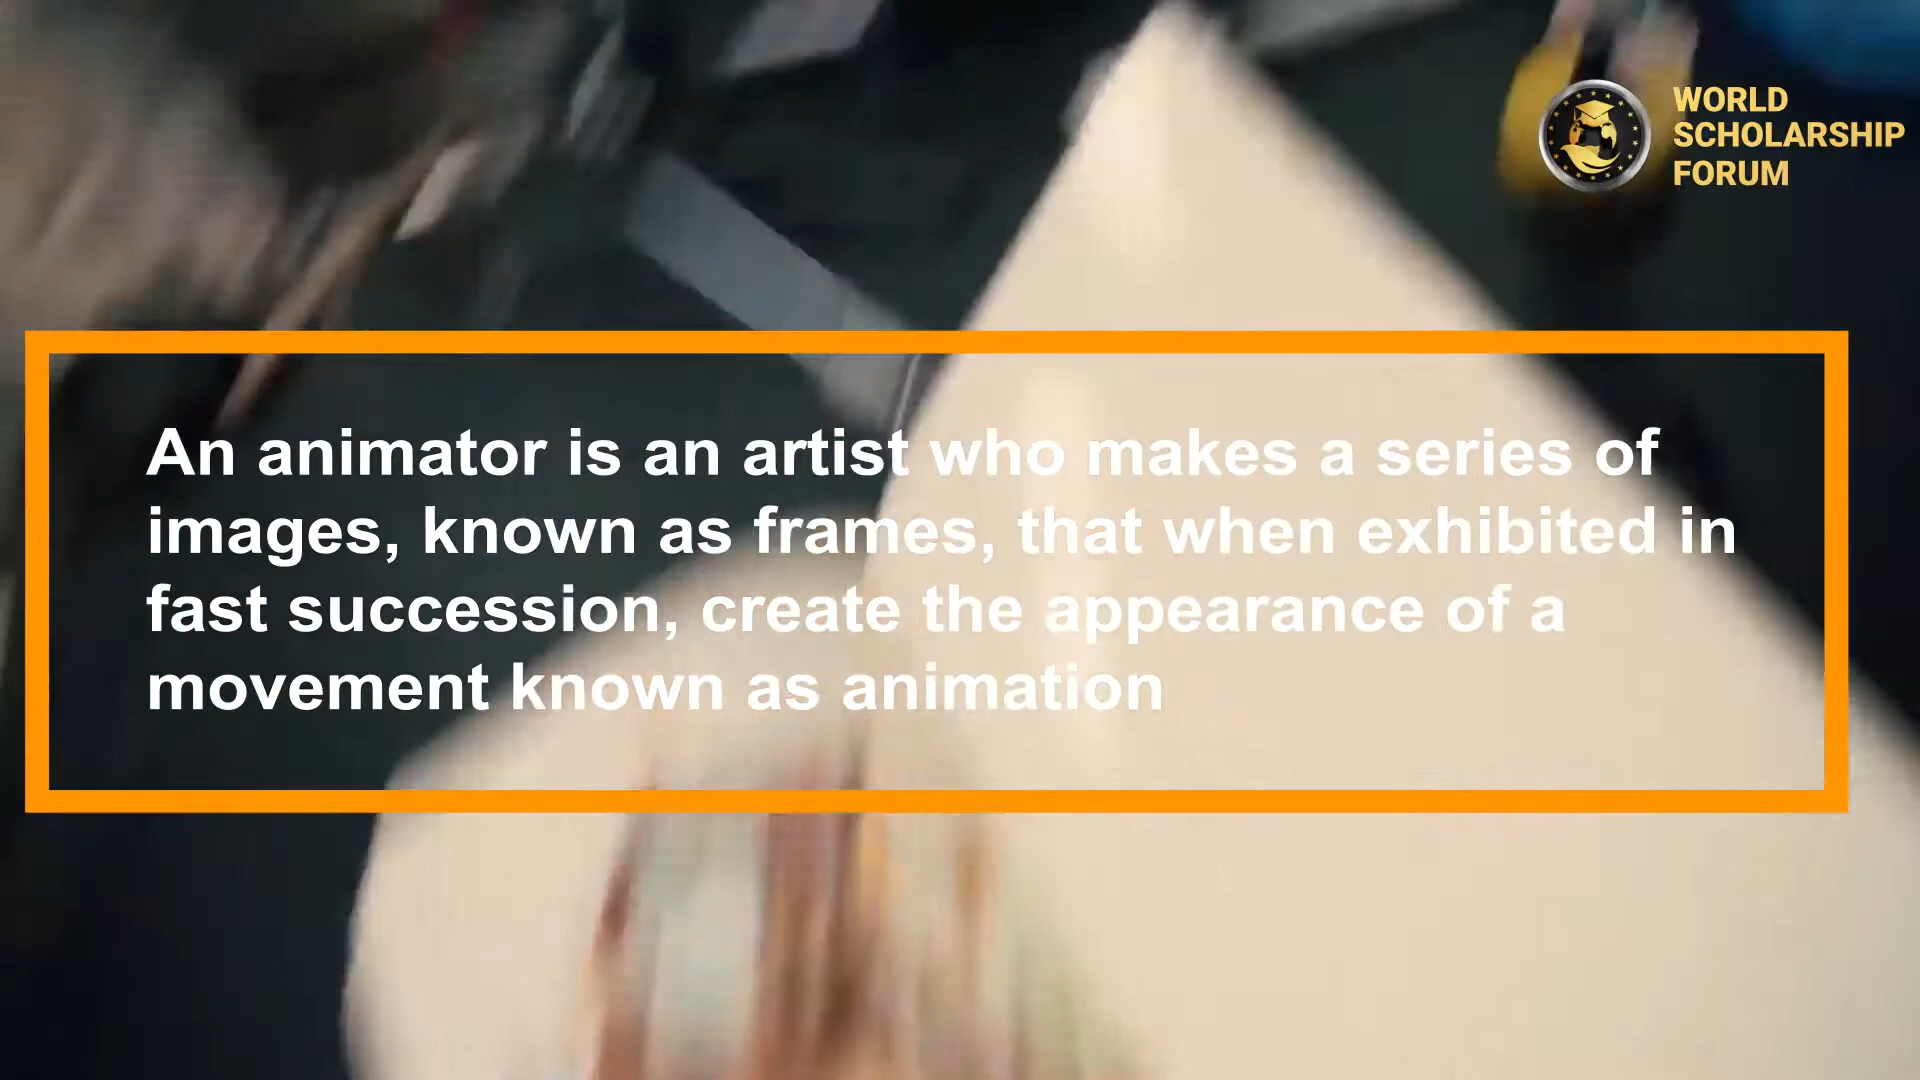 WORLD
SCHOLARSHIP
FORUM
An animator is an artist who makes a series of
images, known as frames, that when exhibited in
fast succession, create the appearance of a
movement known as animation